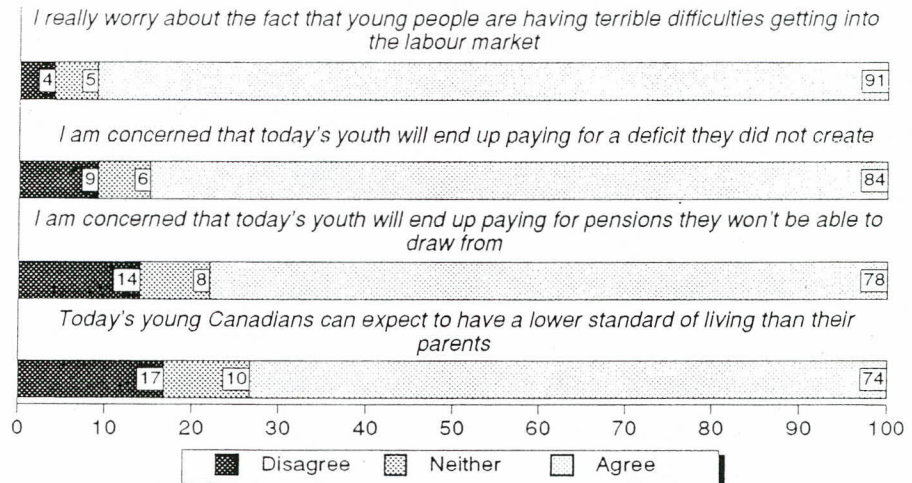 I really worry about the fact that young people are having terrible difficulties getting into
the labour market
4 5 91
I am concerned that today's youth will end up paying for a deficit they did not create
9 6 84
I am concerned that today's youth will end up paying for pensions they won't be able to
draw from
14 8 78
Today's young Canadians can expect to have a lower standard of living than their
parents
17 10 74
0 10 20 30 40 50 60 70 80 90 100
Disagree Neither Agree